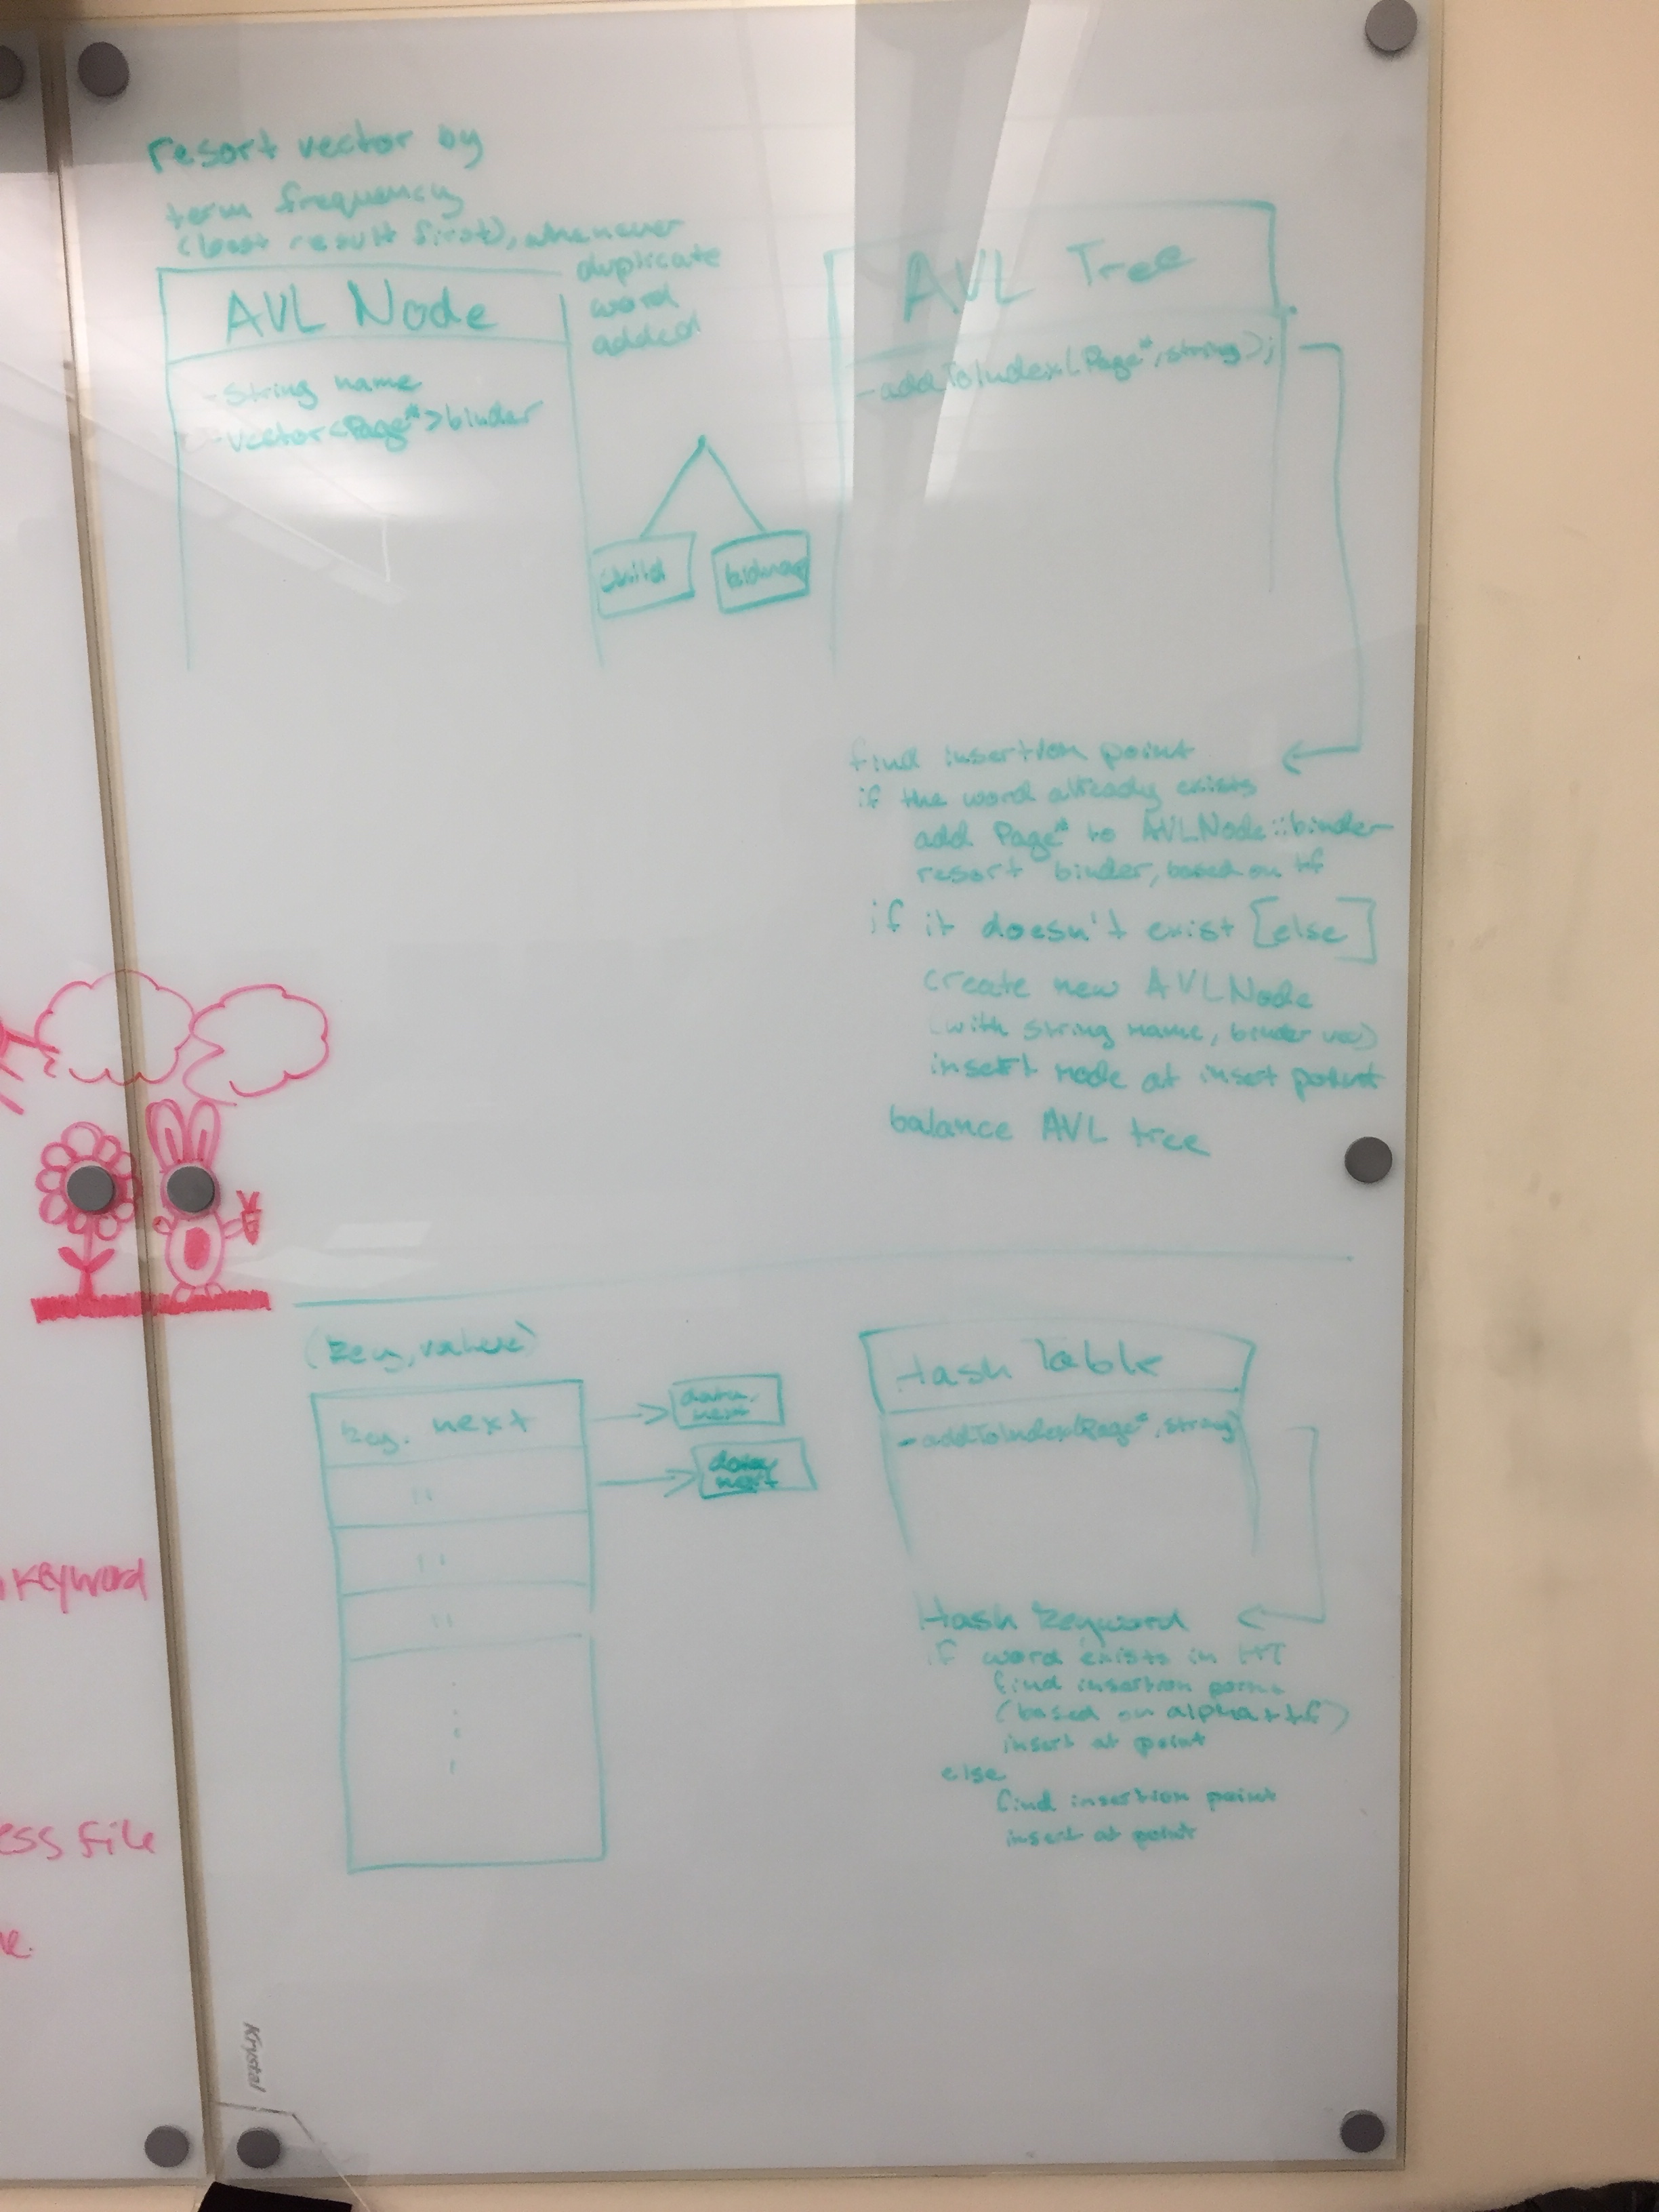 resort vector by
term frequency
(best result first), whenever
duplicate
word
added
AVL Node
- string name
- vector<Page*> binder
child
AVL Tree
- addToIndex(Page*, string);
find insertion point
if the word already exists
add Page* to AVLNode::binder
resort binder, based on tf
if it doesn't exist [else]
create new AVLNode
(with string name, binder vec)
insert node at insert point
balance AVL tree
(key, value)
key. next
"
"
"
data.
next
data
next
Hash Table
- addToIndex(Page*, string)
Hash keyword
if word exists in HT
find insertion point
(based on alpha + tf)
insert at point
else
find insertion point
insert at point
keyword
ess file
Krystal